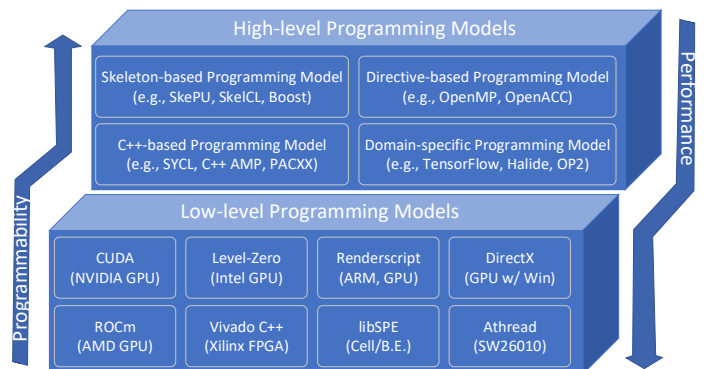 High-level Programming Models
Skeleton-based Programming Model
(e.g., SkePU, SkelCL, Boost)
Directive-based Programming Model
(e.g., OpenMP, OpenACC)
C++-based Programming Model
(e.g., SYCL, C++ AMP, PACXX)
Domain-specific Programming Model
(e.g., TensorFlow, Halide, OP2)
Low-level Programming Models
CUDA
(NVIDIA GPU)
Level-Zero
(Intel GPU)
Renderscript
(ARM, GPU)
DirectX
(GPU w/ Win)
ROCm
(AMD GPU)
Vivado C++
(Xilinx FPGA)
libSPE
(Cell/B.E.)
Athread
(SW26010)
Programmability
Performance